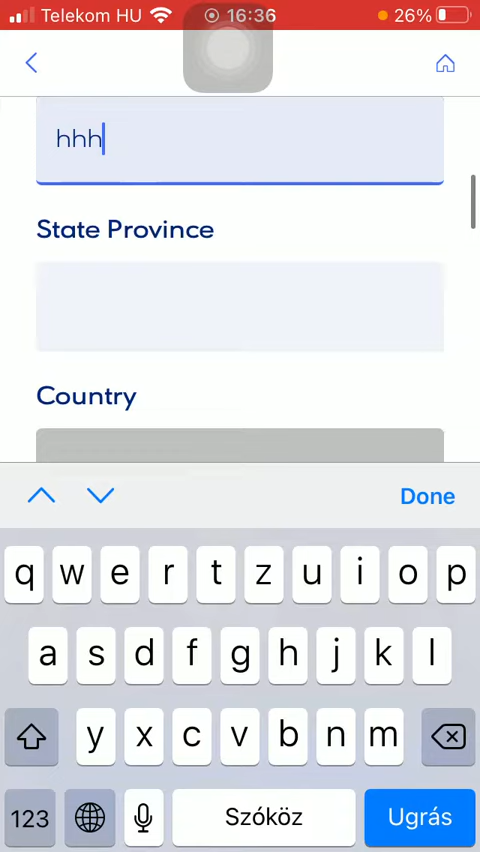 Telekom HU 16:36 26%
hhh
State Province
Country
Done
q w e r t z u i o p
a s d f g h j k l
y x c v b n m
123 Szóköz Ugrás